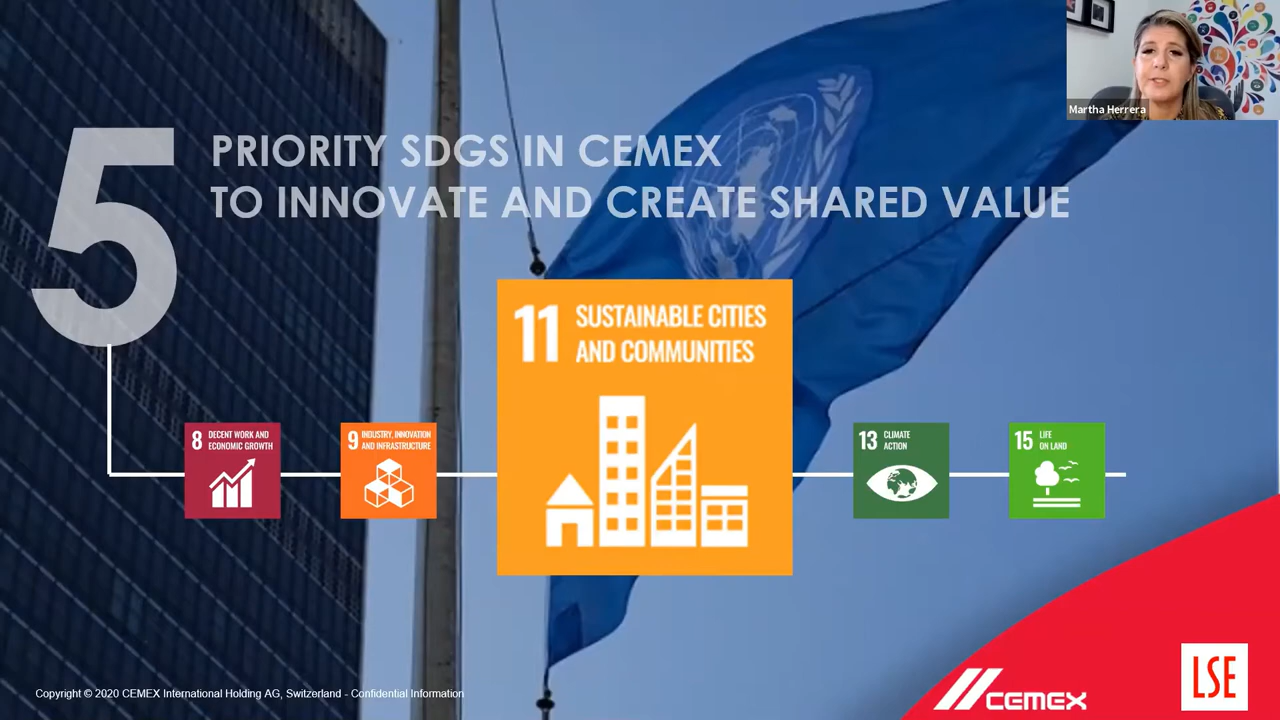 Martha Herrera
5
PRIORITY SDGS IN CEMEX
TO INNOVATE AND CREATE SHARED VALUE
11
SUSTAINABLE CITIES
AND COMMUNITIES
8
DECENT WORK AND
ECONOMIC GROWTH
9
INDUSTRY, INNOVATION
AND INFRASTRUCTURE
13
CLIMATE
ACTION
15
LIFE
ON LAND
Copyright © 2020 CEMEX International Holding AG, Switzerland - Confidential Information
CEMEX
LSE